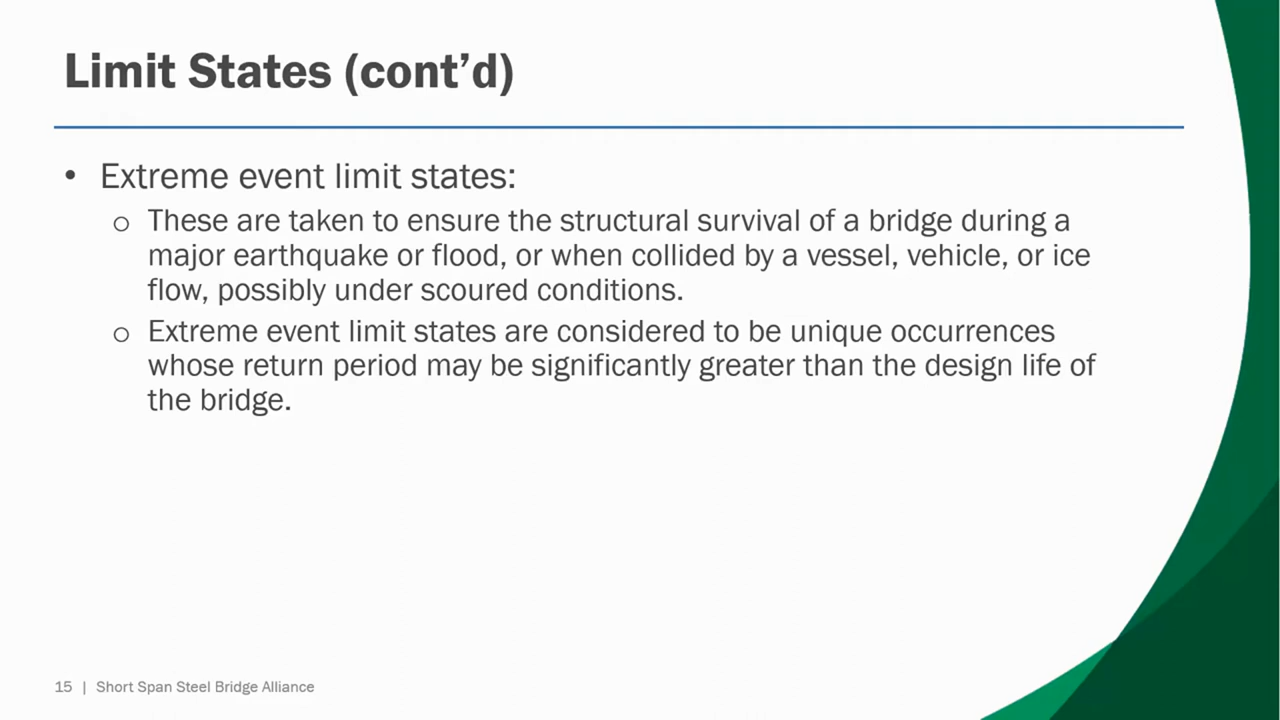 Limit States (cont’d)
• Extreme event limit states:
o These are taken to ensure the structural survival of a bridge during a
major earthquake or flood, or when collided by a vessel, vehicle, or ice
flow, possibly under scoured conditions.
o Extreme event limit states are considered to be unique occurrences
whose return period may be significantly greater than the design life of
the bridge.
15 | Short Span Steel Bridge Alliance